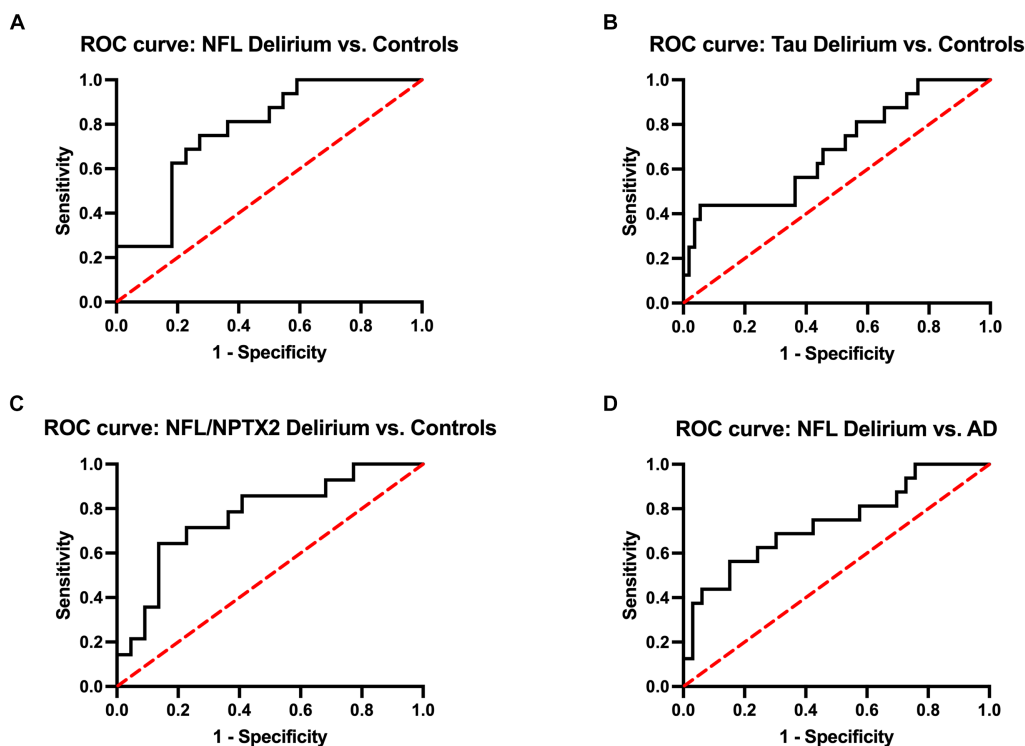 A
ROC curve: NFL Delirium vs. Controls
1.0
0.8
0.6
0.4
0.2
0.0
Sensitivity
0.0 0.2 0.4 0.6 0.8 1.0
1 - Specificity
B
ROC curve: Tau Delirium vs. Controls
1.0
0.8
0.6
0.4
0.2
0.0
Sensitivity
0.0 0.2 0.4 0.6 0.8 1.0
1 - Specificity
C
ROC curve: NFL/NPTX2 Delirium vs. Controls
1.0
0.8
0.6
0.4
0.2
0.0
Sensitivity
0.0 0.2 0.4 0.6 0.8 1.0
1 - Specificity
D
ROC curve: NFL Delirium vs. AD
1.0
0.8
0.6
0.4
0.2
0.0
Sensitivity
0.0 0.2 0.4 0.6 0.8 1.0
1 - Specificity